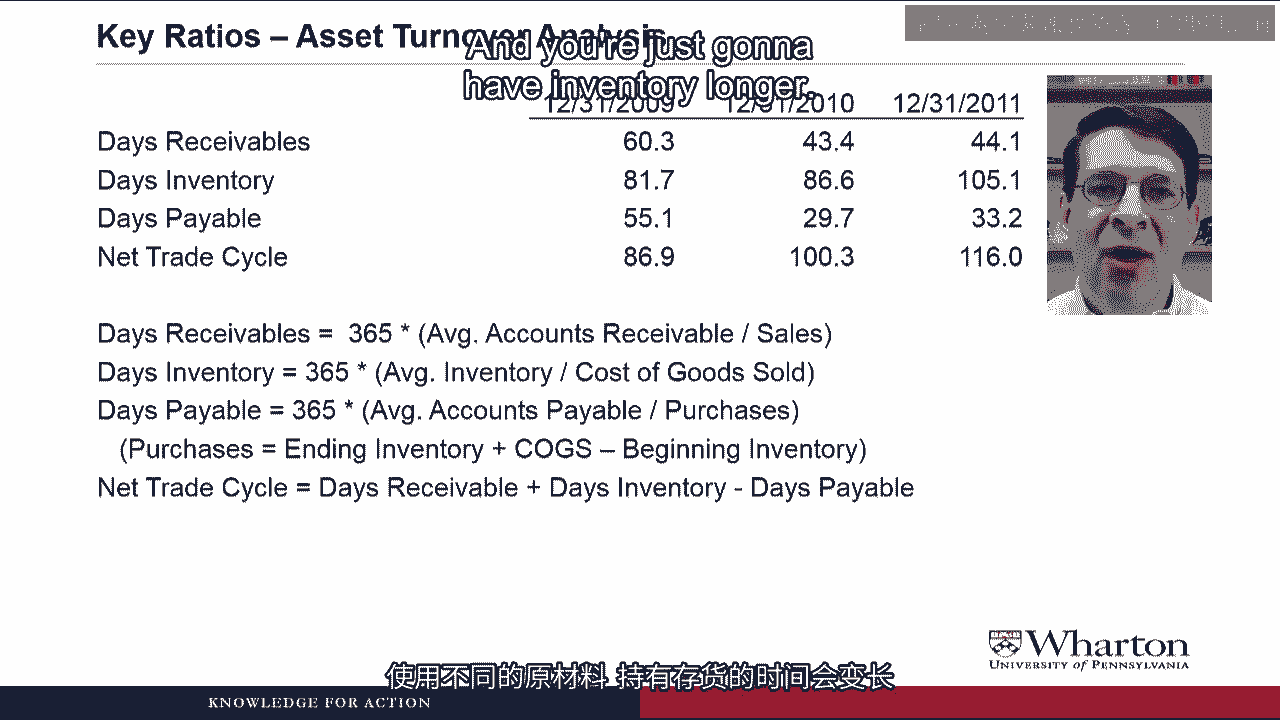 Key Ratios – Asset Turnover Analysis
And you're just gonna
have inventory longer.
12/31/2009 12/31/2010 12/31/2011
Days Receivables 60.3 43.4 44.1
Days Inventory 81.7 86.6 105.1
Days Payable 55.1 29.7 33.2
Net Trade Cycle 86.9 100.3 116.0
Days Receivables = 365 * (Avg. Accounts Receivable / Sales)
Days Inventory = 365 * (Avg. Inventory / Cost of Goods Sold)
Days Payable = 365 * (Avg. Accounts Payable / Purchases)
(Purchases = Ending Inventory + COGS – Beginning Inventory)
Net Trade Cycle = Days Receivable + Days Inventory - Days Payable
Wharton
UNIVERSITY of PENNSYLVANIA
使用不同的原材料 持有存货的时间会变长
KNOWLEDGE FOR ACTION